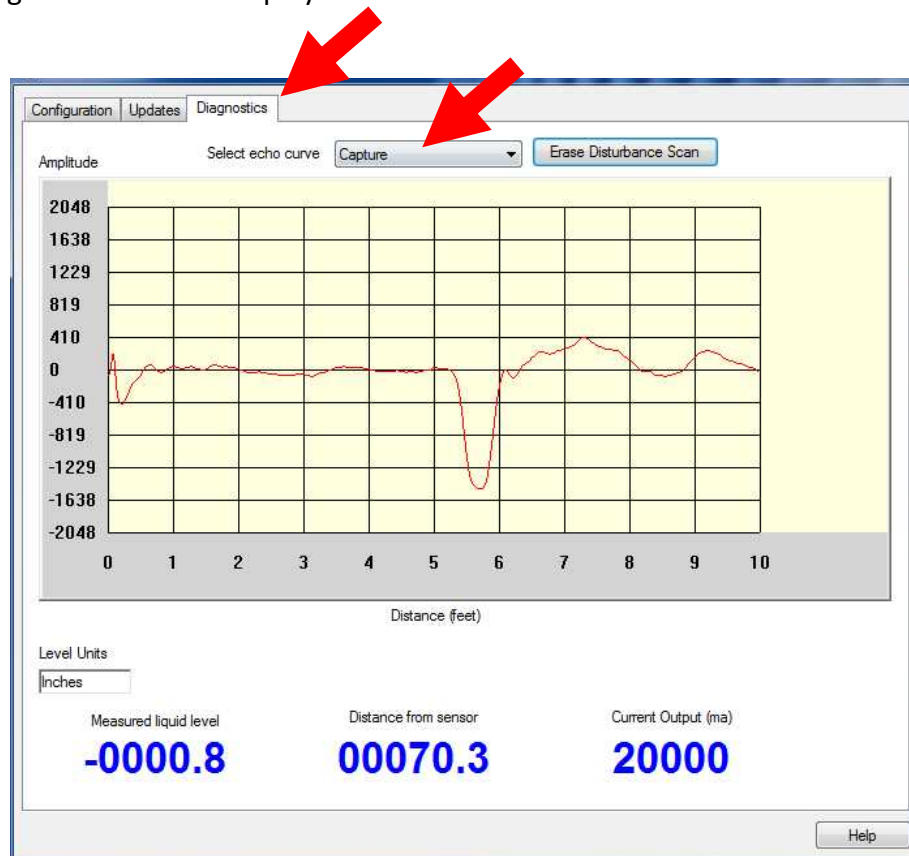 Configuration Updates Diagnostics
Select echo curve Capture Erase Disturbance Scan
Amplitude
2048
1638
1229
819
410
0
-410
-819
-1229
-1638
-2048
0 1 2 3 4 5 6 7 8 9 10
Distance (feet)
Level Units
Inches
Measured liquid level Distance from sensor Current Output (ma)
-0000.8 00070.3 20000
Help